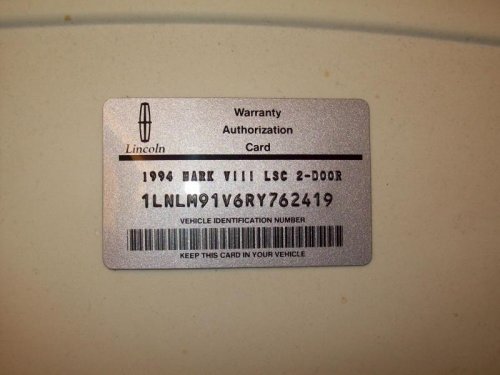 Warranty
Authorization
Card
Lincoln
1994 MARK VIII LSC 2-DOOR
1LNLM91V6RY762419
VEHICLE IDENTIFICATION NUMBER
KEEP THIS CARD IN YOUR VEHICLE